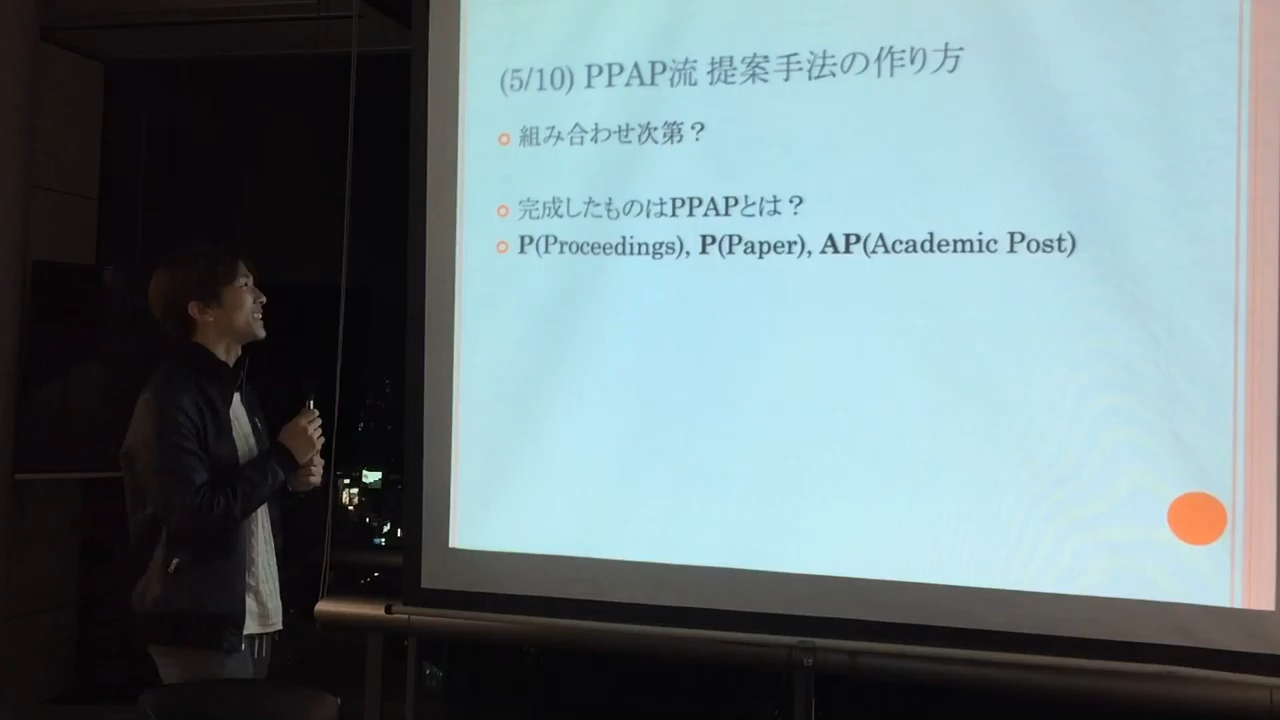 (5/10) PPAP流 提案手法の作り方
組み合わせ次第？
完成したものはPPAPとは？
P(Proceedings), P(Paper), AP(Academic Post)